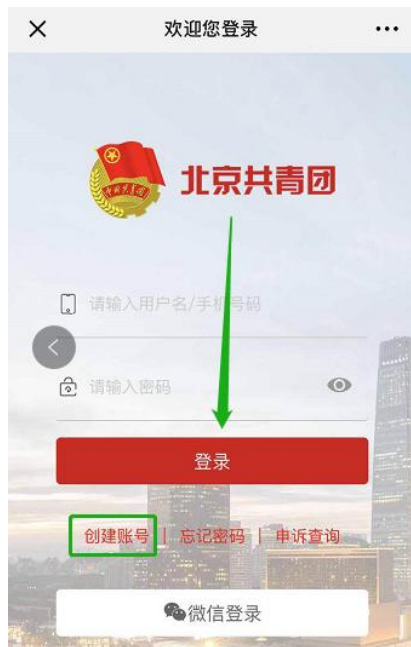 欢迎您登录
北京共青团
请输入用户名/手机号码
请输入密码
登录
创建账号 | 忘记密码 | 申诉查询
微信登录